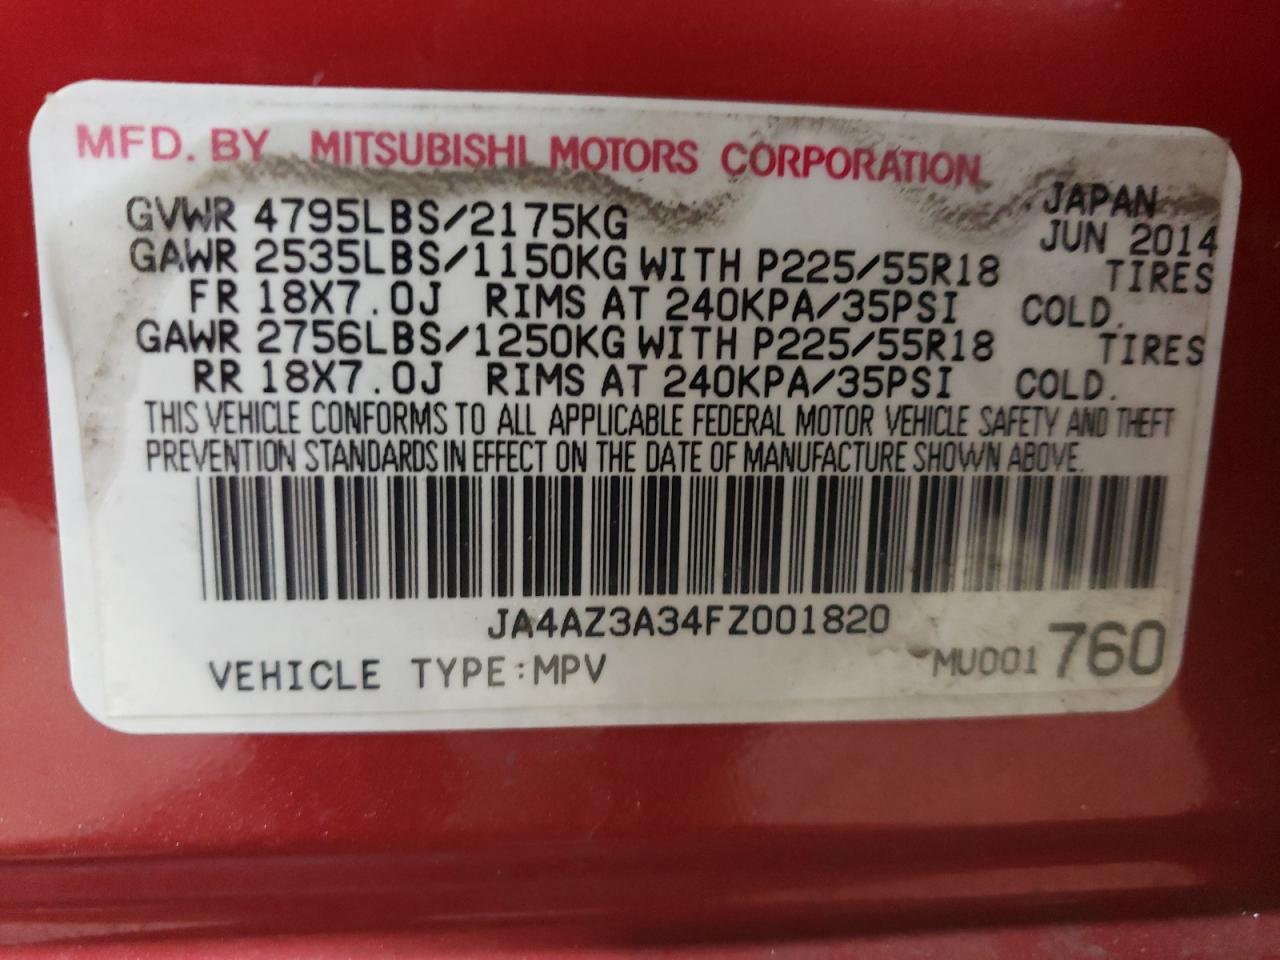 MFD. BY MITSUBISHI MOTORS CORPORATION
JAPAN
GVWR 4795LBS/2175KG JUN 2014
GAWR 2535LBS/1150KG WITH P225/55R18 TIRES
FR 18X7.0J RIMS AT 240KPA/35PSI COLD.
GAWR 2756LBS/1250KG WITH P225/55R18 TIRES
RR 18X7.0J RIMS AT 240KPA/35PSI COLD.
THIS VEHICLE CONFORMS TO ALL APPLICABLE FEDERAL MOTOR VEHICLE SAFETY AND THEFT
PREVENTION STANDARDS IN EFFECT ON THE DATE OF MANUFACTURE SHOWN ABOVE.
JA4AZ3A34FZ001820
VEHICLE TYPE:MPV MU001 760